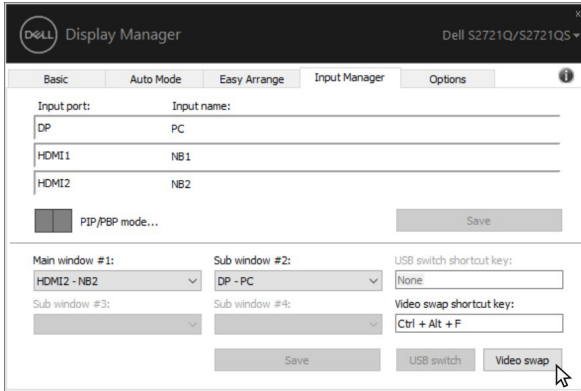 x
DELL Display Manager Dell S2721Q/S2721QS
Basic Auto Mode Easy Arrange Input Manager Options i
Input port: Input name:
DP PC
HDMI1 NB1
HDMI2 NB2
PIP/PBP mode... Save
Main window #1: Sub window #2: USB switch shortcut key:
HDMI2 - NB2 DP - PC None
Sub window #3: Sub window #4: Video swap shortcut key:
Ctrl + Alt + F
Save USB switch Video swap